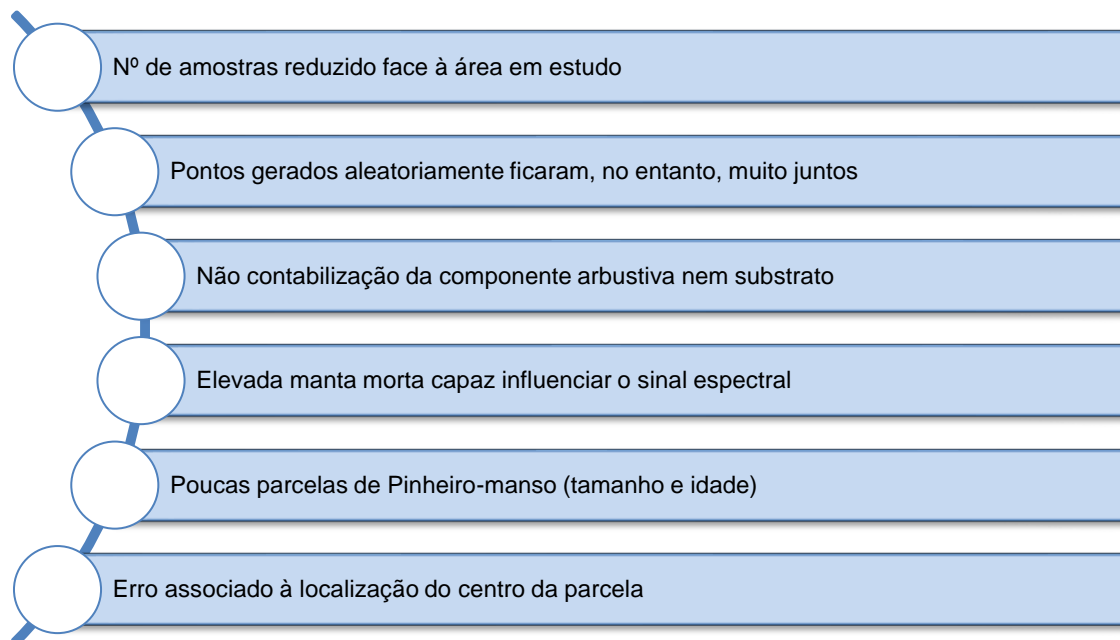 Nº de amostras reduzido face à área em estudo
Pontos gerados aleatoriamente ficaram, no entanto, muito juntos
Não contabilização da componente arbustiva nem substrato
Elevada manta morta capaz influenciar o sinal espectral
Poucas parcelas de Pinheiro-manso (tamanho e idade)
Erro associado à localização do centro da parcela